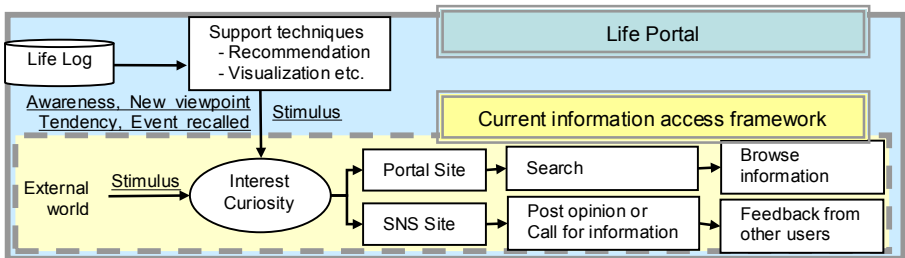 Life Portal
Life Log
Support techniques
- Recommendation
- Visualization etc.
Awareness, New viewpoint
Tendency, Event recalled
Stimulus
Current information access framework
External
world
Stimulus
Interest
Curiosity
Portal Site
Search
Browse
information
SNS Site
Post opinion or
Call for information
Feedback from
other users